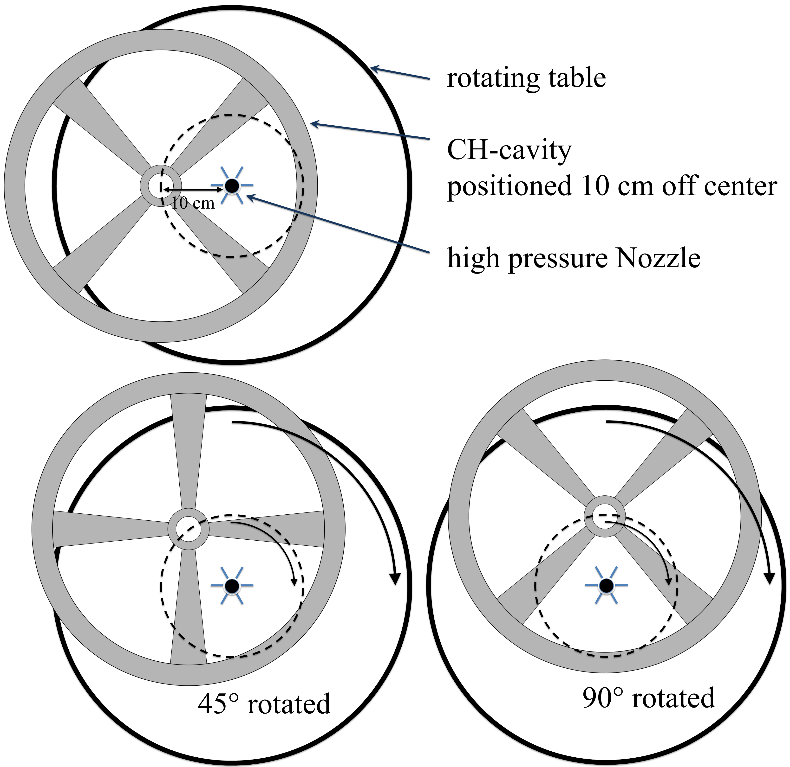 rotating table
CH-cavity
positioned 10 cm off center
10 cm
high pressure Nozzle
45° rotated
90° rotated